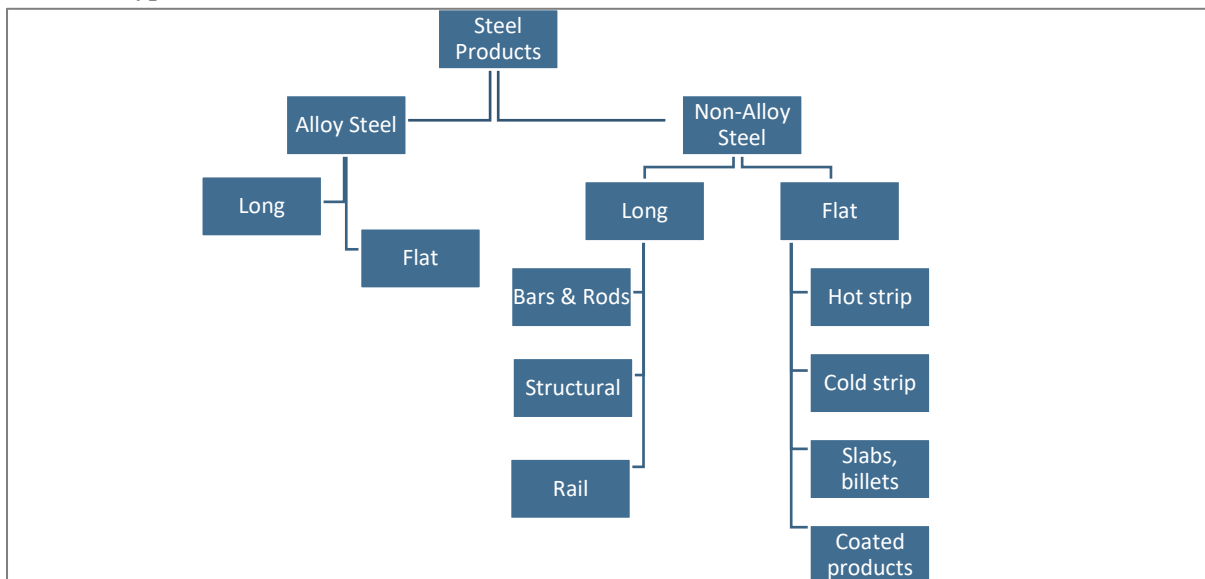 Steel
Products
Alloy Steel
Non-Alloy
Steel
Long
Flat
Long
Flat
Bars & Rods
Structural
Rail
Hot strip
Cold strip
Slabs,
billets
Coated
products